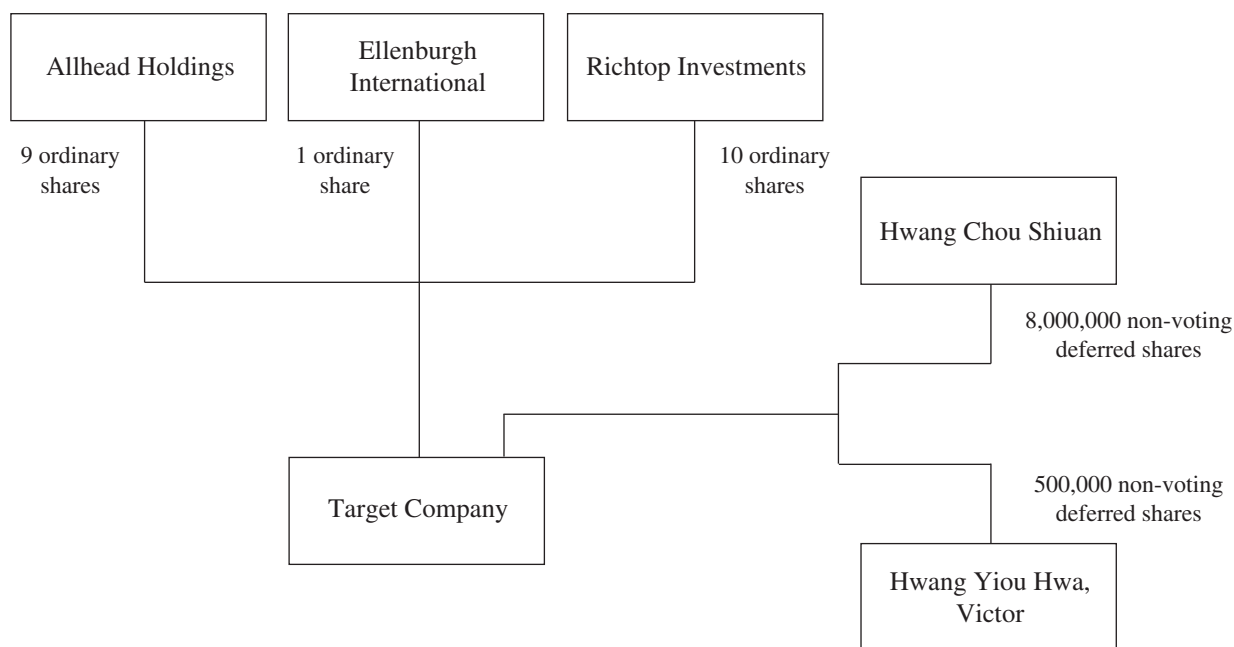 Allhead Holdings
Ellenburgh
International
Richtop Investments
9 ordinary
shares
1 ordinary
share
10 ordinary
shares
Hwang Chou Shiuan
8,000,000 non-voting
deferred shares
Target Company
500,000 non-voting
deferred shares
Hwang Yiou Hwa,
Victor